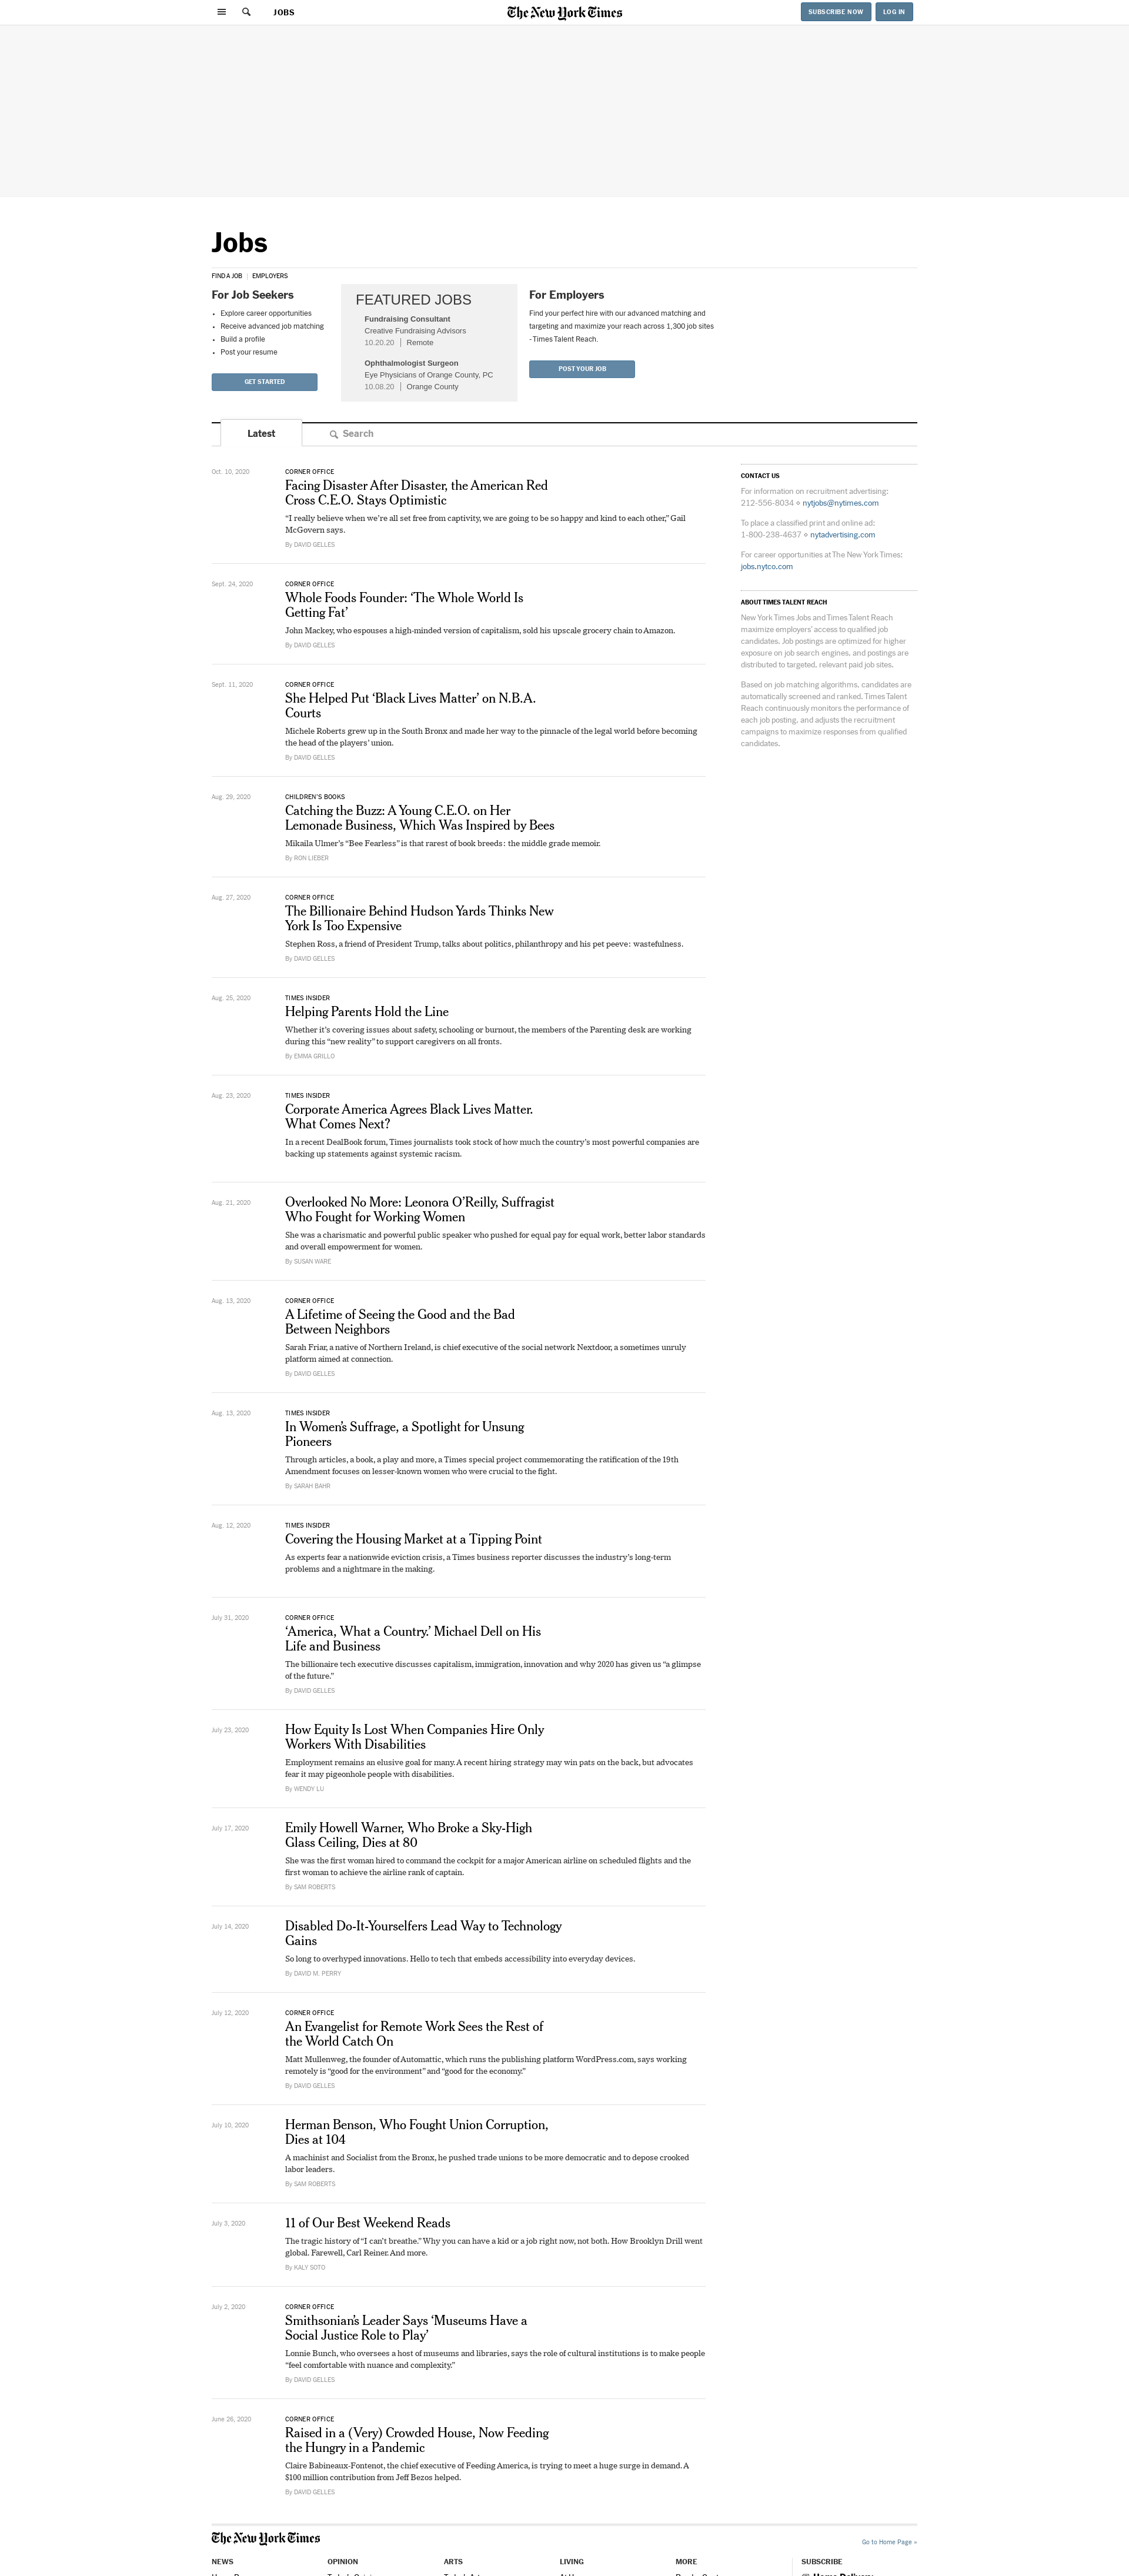 JOBS
The New York Times
SUBSCRIBE NOW
LOG IN
Jobs
FIND A JOB | EMPLOYERS
For Job Seekers
Explore career opportunities
Receive advanced job matching
Build a profile
Post your resume
GET STARTED
FEATURED JOBS
Fundraising Consultant
Creative Fundraising Advisors
10.20.20 | Remote
Ophthalmologist Surgeon
Eye Physicians of Orange County, PC
10.08.20 | Orange County
For Employers
Find your perfect hire with our advanced matching and
targeting and maximize your reach across 1,300 job sites
- Times Talent Reach.
POST YOUR JOB
Latest
Search
Oct. 10, 2020
CORNER OFFICE
Facing Disaster After Disaster, the American Red
Cross C.E.O. Stays Optimistic
“I really believe when we’re all set free from captivity, we are going to be so happy and kind to each other,” Gail
McGovern says.
By DAVID GELLES
Sept. 24, 2020
CORNER OFFICE
Whole Foods Founder: ‘The Whole World Is
Getting Fat’
John Mackey, who espouses a high-minded version of capitalism, sold his upscale grocery chain to Amazon.
By DAVID GELLES
Sept. 11, 2020
CORNER OFFICE
She Helped Put ‘Black Lives Matter’ on N.B.A.
Courts
Michele Roberts grew up in the South Bronx and made her way to the pinnacle of the legal world before becoming
the head of the players’ union.
By DAVID GELLES
Aug. 29, 2020
CHILDREN’S BOOKS
Catching the Buzz: A Young C.E.O. on Her
Lemonade Business, Which Was Inspired by Bees
Mikaila Ulmer’s “Bee Fearless” is that rarest of book breeds: the middle grade memoir.
By RON LIEBER
Aug. 27, 2020
CORNER OFFICE
The Billionaire Behind Hudson Yards Thinks New
York Is Too Expensive
Stephen Ross, a friend of President Trump, talks about politics, philanthropy and his pet peeve: wastefulness.
By DAVID GELLES
Aug. 25, 2020
TIMES INSIDER
Helping Parents Hold the Line
Whether it’s covering issues about safety, schooling or burnout, the members of the Parenting desk are working
during this “new reality” to support caregivers on all fronts.
By EMMA GRILLO
Aug. 23, 2020
TIMES INSIDER
Corporate America Agrees Black Lives Matter.
What Comes Next?
In a recent DealBook forum, Times journalists took stock of how much the country’s most powerful companies are
backing up statements against systemic racism.
Aug. 21, 2020
Overlooked No More: Leonora O’Reilly, Suffragist
Who Fought for Working Women
She was a charismatic and powerful public speaker who pushed for equal pay for equal work, better labor standards
and overall empowerment for women.
By SUSAN WARE
Aug. 13, 2020
CORNER OFFICE
A Lifetime of Seeing the Good and the Bad
Between Neighbors
Sarah Friar, a native of Northern Ireland, is chief executive of the social network Nextdoor, a sometimes unruly
platform aimed at connection.
By DAVID GELLES
Aug. 13, 2020
TIMES INSIDER
In Women’s Suffrage, a Spotlight for Unsung
Pioneers
Through articles, a book, a play and more, a Times special project commemorating the ratification of the 19th
Amendment focuses on lesser-known women who were crucial to the fight.
By SARAH BAHR
Aug. 12, 2020
TIMES INSIDER
Covering the Housing Market at a Tipping Point
As experts fear a nationwide eviction crisis, a Times business reporter discusses the industry’s long-term
problems and a nightmare in the making.
July 31, 2020
CORNER OFFICE
‘America, What a Country.’ Michael Dell on His
Life and Business
The billionaire tech executive discusses capitalism, immigration, innovation and why 2020 has given us “a glimpse
of the future.”
By DAVID GELLES
July 23, 2020
How Equity Is Lost When Companies Hire Only
Workers With Disabilities
Employment remains an elusive goal for many. A recent hiring strategy may win pats on the back, but advocates
fear it may pigeonhole people with disabilities.
By WENDY LU
July 17, 2020
Emily Howell Warner, Who Broke a Sky-High
Glass Ceiling, Dies at 80
She was the first woman hired to command the cockpit for a major American airline on scheduled flights and the
first woman to achieve the airline rank of captain.
By SAM ROBERTS
July 14, 2020
Disabled Do-It-Yourselfers Lead Way to Technology
Gains
So long to overhyped innovations. Hello to tech that embeds accessibility into everyday devices.
By DAVID M. PERRY
July 12, 2020
CORNER OFFICE
An Evangelist for Remote Work Sees the Rest of
the World Catch On
Matt Mullenweg, the founder of Automattic, which runs the publishing platform WordPress.com, says working
remotely is “good for the environment” and “good for the economy.”
By DAVID GELLES
July 10, 2020
Herman Benson, Who Fought Union Corruption,
Dies at 104
A machinist and Socialist from the Bronx, he pushed trade unions to be more democratic and to depose crooked
labor leaders.
By SAM ROBERTS
July 3, 2020
11 of Our Best Weekend Reads
The tragic history of “I can’t breathe.” Why you can have a kid or a job right now, not both. How Brooklyn Drill went
global. Farewell, Carl Reiner. And more.
By KALY SOTO
July 2, 2020
CORNER OFFICE
Smithsonian’s Leader Says ‘Museums Have a
Social Justice Role to Play’
Lonnie Bunch, who oversees a host of museums and libraries, says the role of cultural institutions is to make people
“feel comfortable with nuance and complexity.”
By DAVID GELLES
June 26, 2020
CORNER OFFICE
Raised in a (Very) Crowded House, Now Feeding
the Hungry in a Pandemic
Claire Babineaux-Fontenot, the chief executive of Feeding America, is trying to meet a huge surge in demand. A
$100 million contribution from Jeff Bezos helped.
By DAVID GELLES
CONTACT US
For information on recruitment advertising:
212-556-8034 ⋄ nytjobs@nytimes.com
To place a classified print and online ad:
1-800-238-4637 ⋄ nytadvertising.com
For career opportunities at The New York Times:
jobs.nytco.com
ABOUT TIMES TALENT REACH
New York Times Jobs and Times Talent Reach
maximize employers’ access to qualified job
candidates. Job postings are optimized for higher
exposure on job search engines, and postings are
distributed to targeted, relevant paid job sites.
Based on job matching algorithms, candidates are
automatically screened and ranked. Times Talent
Reach continuously monitors the performance of
each job posting, and adjusts the recruitment
campaigns to maximize responses from qualified
candidates.
The New York Times
Go to Home Page »
NEWS
OPINION
ARTS
LIVING
MORE
SUBSCRIBE